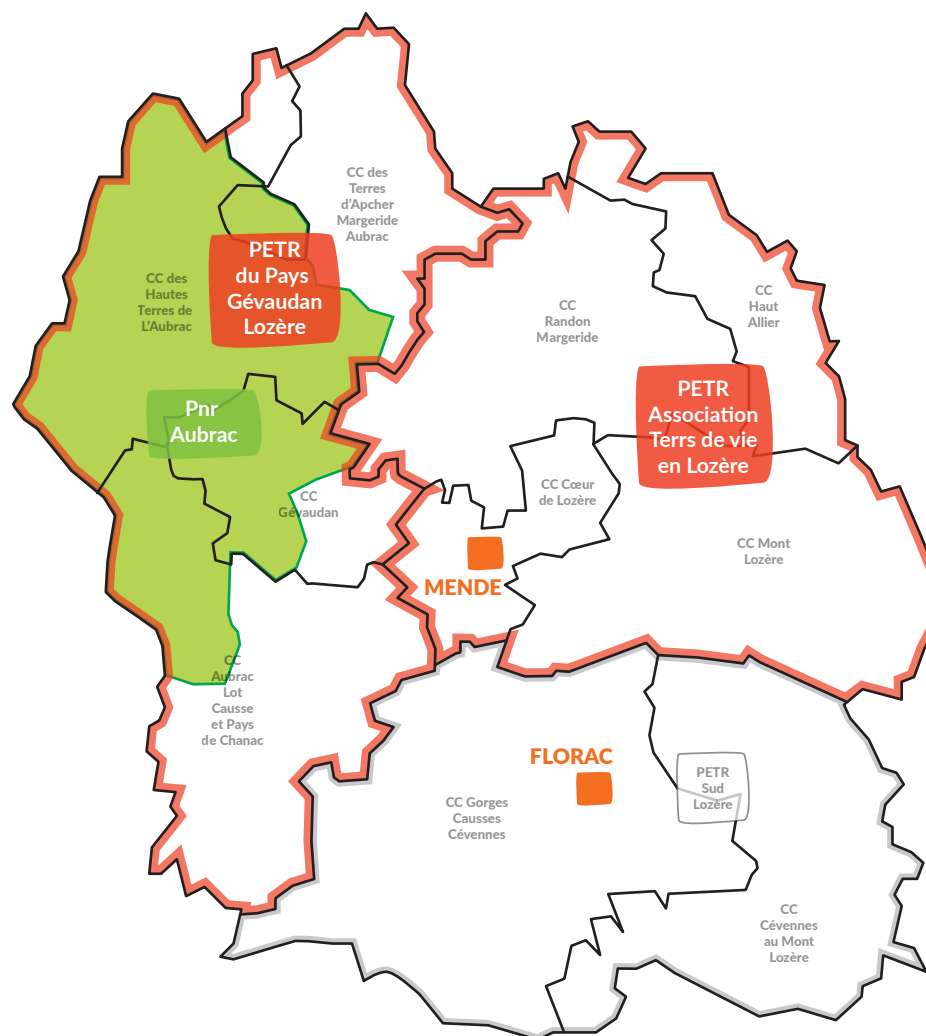 CC des
Terres
d'Apcher
Margeride
Aubrac
PETR
du Pays
Gévaudan
Lozère
CC des
Hautes
Terres de
L'Aubrac
CC
Haut
Allier
CC
Randon
Margeride
PETR
Association
Terrs de vie
en Lozère
Pnr
Aubrac
CC Cœur
de Lozère
CC
Gévaudan
CC Mont
Lozère
MENDE
CC
Aubrac
Lot
Causse
et Pays
de Chanac
FLORAC
PETR
Sud
Lozère
CC Gorges
Causses
Cévennes
CC
Cévennes
au Mont
Lozère